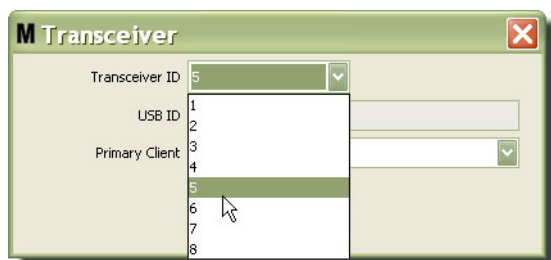 M Transceiver
Transceiver ID 5
1
USB ID
2
Primary Client
3
4
5
6
7
8